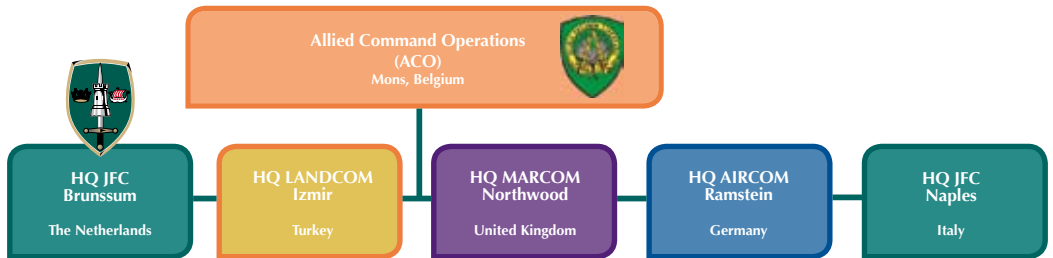 Allied Command Operations
(ACO)
Mons, Belgium
HQ JFC
Brunssum
The Netherlands
HQ LANDCOM
Izmir
Turkey
HQ MARCOM
Northwood
United Kingdom
HQ AIRCOM
Ramstein
Germany
HQ JFC
Naples
Italy